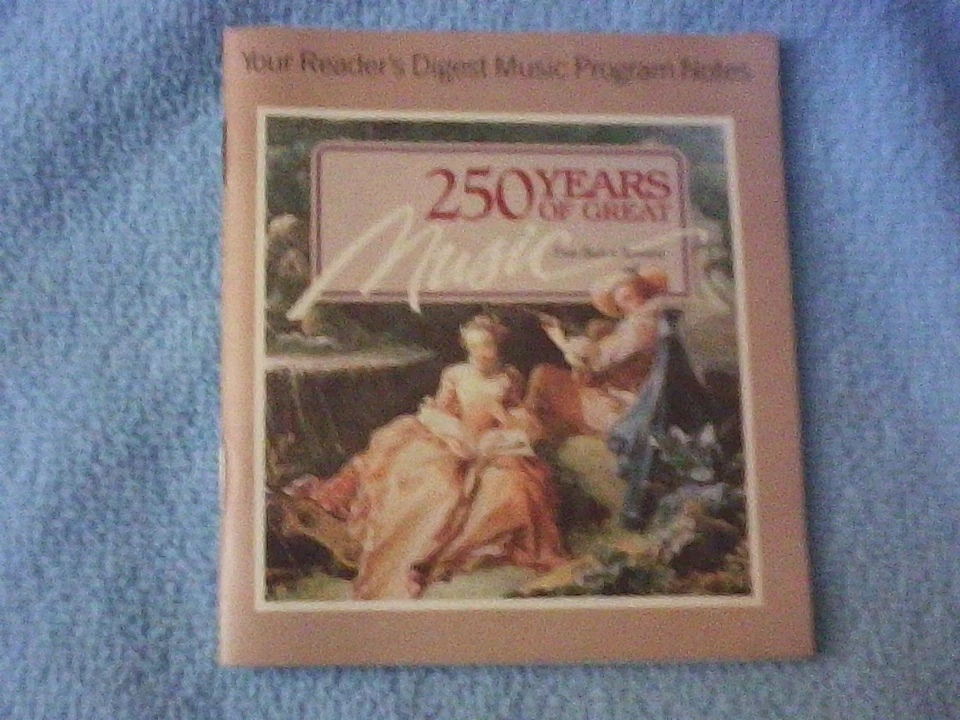 Your Reader's Digest Music Program Notes
250 YEARS
OF GREAT
Music